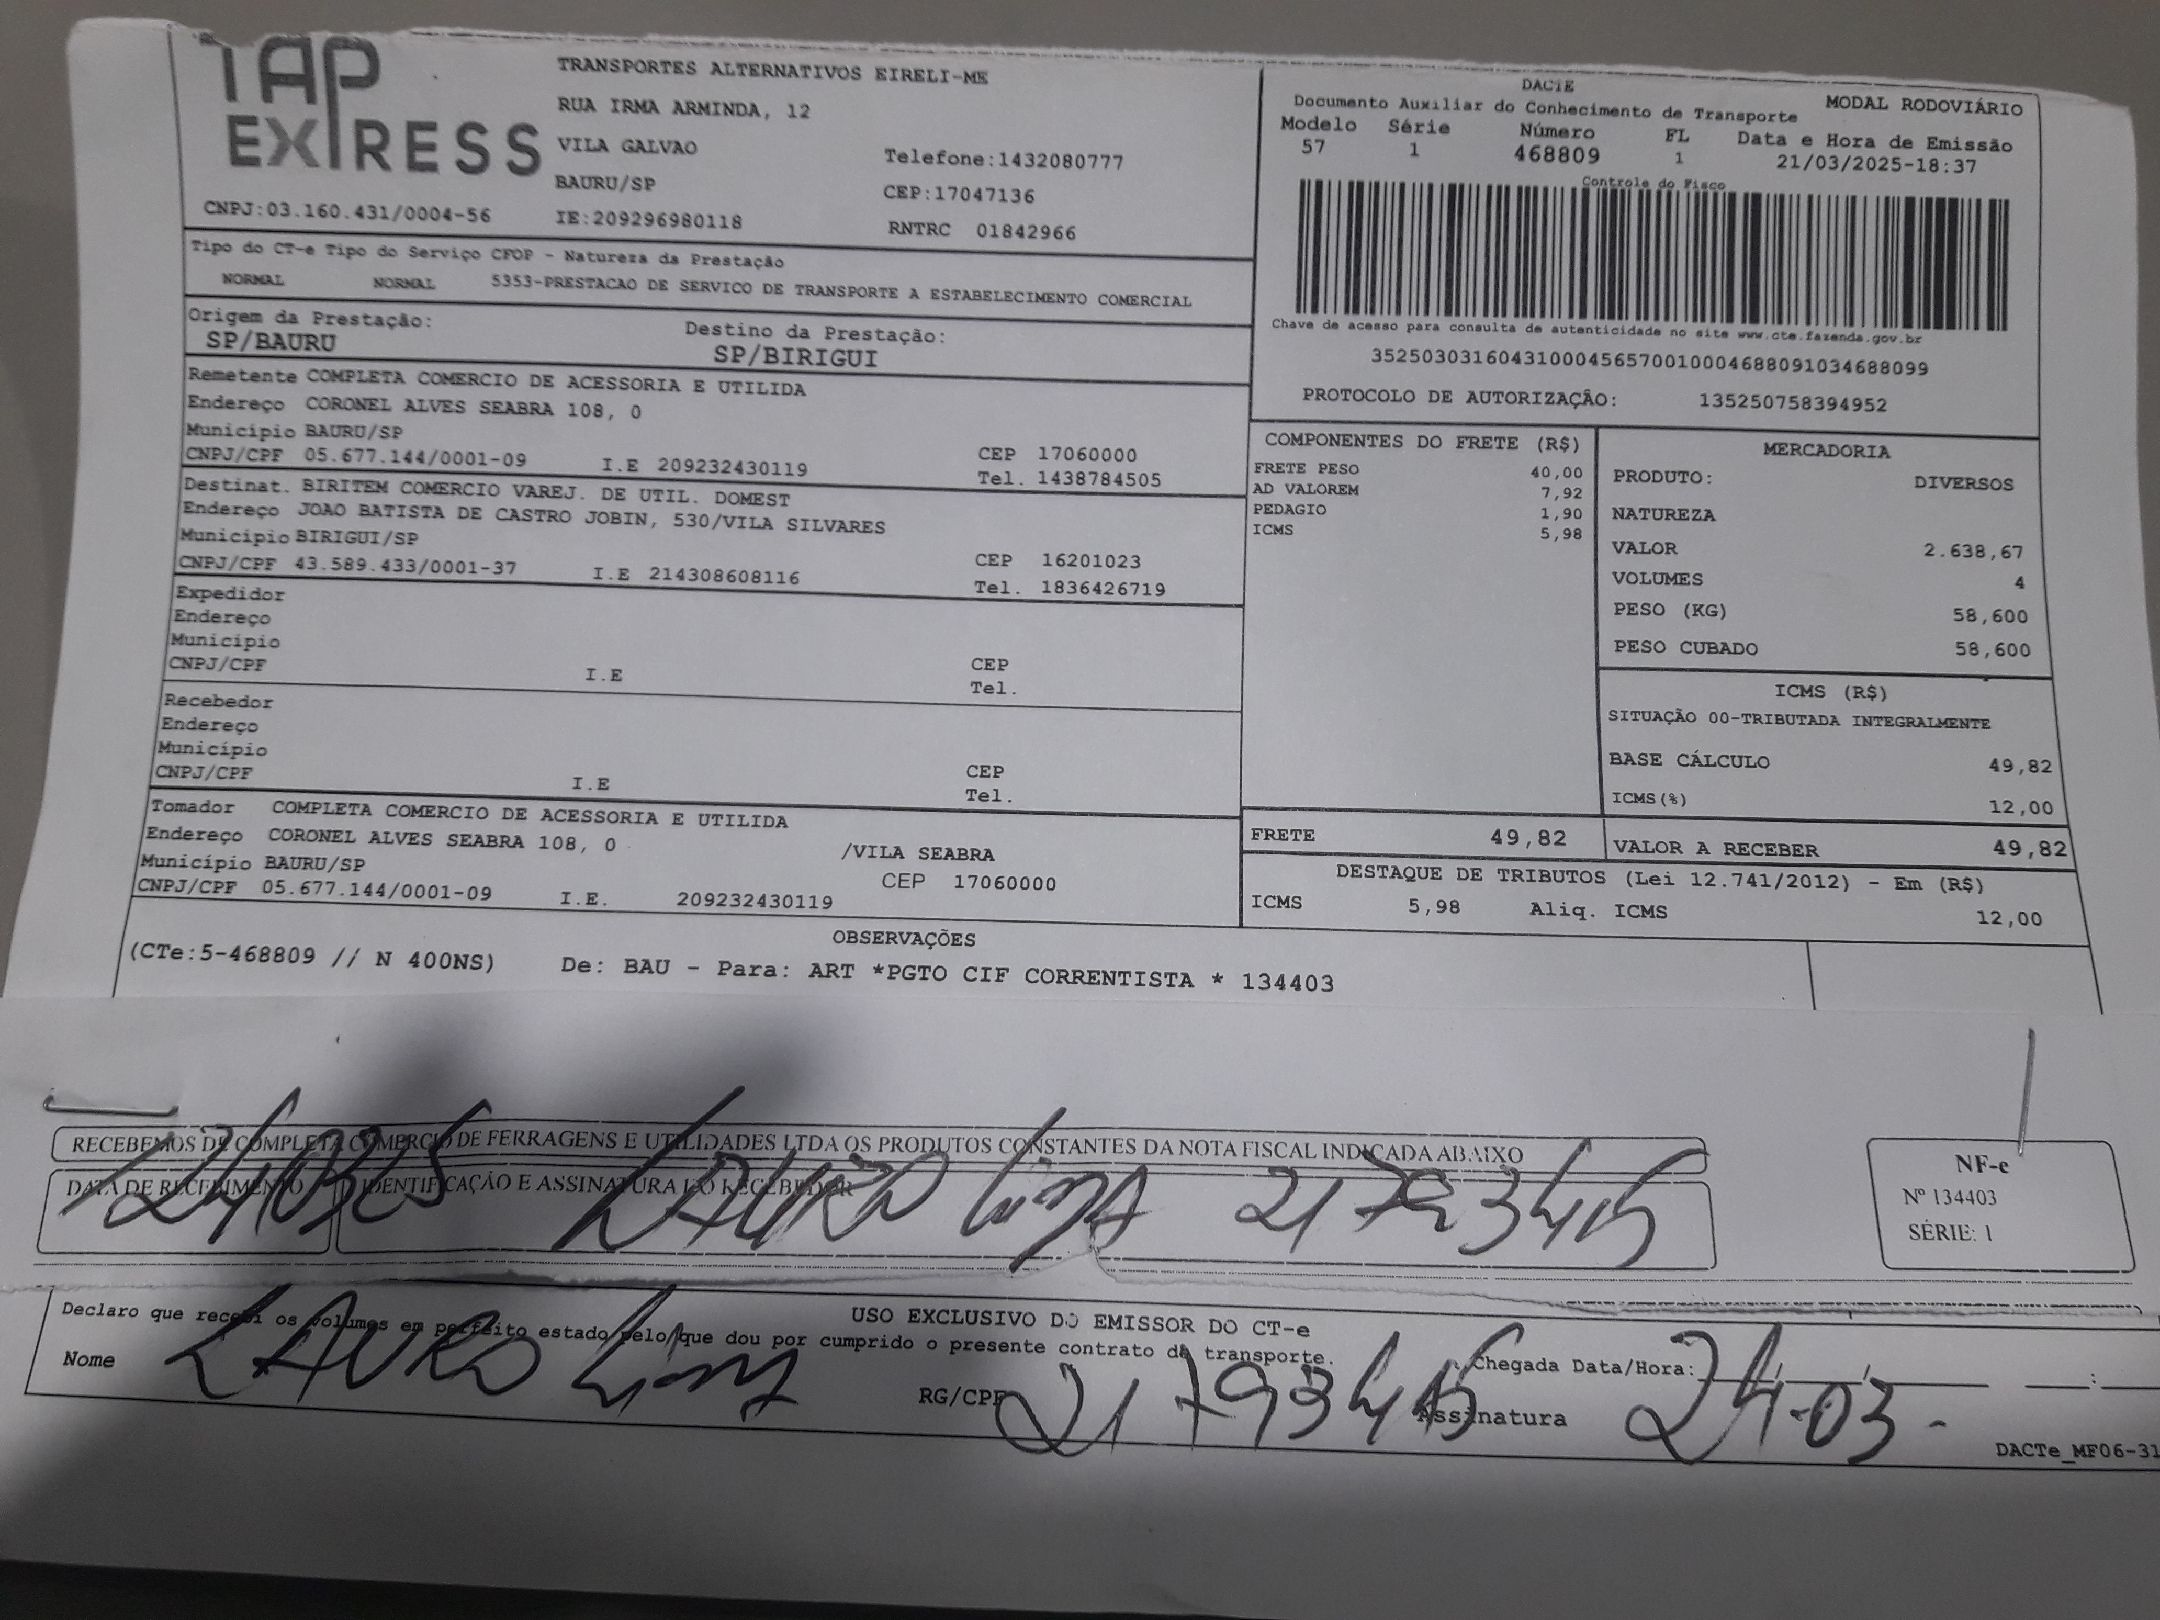 TAP
EXPRESS
TRANSPORTES ALTERNATIVOS EIRELI-ME
RUA IRMA ARMINDA, 12
VILA GALVAO
Telefone:1432080777
BAURU/SP
CEP:17047136
CNPJ:03.160.431/0004-56
IE:209296980118
RNTRC 01842966
DACTE
Documento Auxiliar do Conhecimento de Transporte
MODAL RODOVIÁRIO
Modelo Série Número FL Data e Hora de Emissão
57 1 468809 1 21/03/2025-18:37
Controle do Fisco
Chave de acesso para consulta de autenticidade no site www.cte.fazenda.gov.br
35250303160431000456570010004688091034688099
PROTOCOLO DE AUTORIZAÇÃO: 135250758394952
Tipo do CT-e Tipo do Serviço CFOP - Natureza da Prestação
NORMAL NORMAL 5353-PRESTACAO DE SERVICO DE TRANSPORTE A ESTABELECIMENTO COMERCIAL
Origem da Prestação: Destino da Prestação:
SP/BAURU SP/BIRIGUI
Remetente COMPLETA COMERCIO DE ACESSORIA E UTILIDA
Endereço CORONEL ALVES SEABRA 108, 0
Município BAURU/SP CEP 17060000
CNPJ/CPF 05.677.144/0001-09 I.E 209232430119 Tel. 1438784505
Destinat. BIRITEM COMERCIO VAREJ. DE UTIL. DOMEST
Endereço JOAO BATISTA DE CASTRO JOBIN, 530/VILA SILVARES
Município BIRIGUI/SP CEP 16201023
CNPJ/CPF 43.589.433/0001-37 I.E 214308608116 Tel. 1836426719
Expedidor
Endereço
Município CEP
CNPJ/CPF I.E Tel.
Recebedor
Endereço
Município CEP
CNPJ/CPF I.E Tel.
Tomador COMPLETA COMERCIO DE ACESSORIA E UTILIDA
Endereço CORONEL ALVES SEABRA 108, 0 /VILA SEABRA
Município BAURU/SP CEP 17060000
CNPJ/CPF 05.677.144/0001-09 I.E. 209232430119
COMPONENTES DO FRETE (R$)
FRETE PESO 40,00
AD VALOREM 7,92
PEDAGIO 1,90
ICMS 5,98
MERCADORIA
PRODUTO: DIVERSOS
NATUREZA
VALOR 2.638,67
VOLUMES 4
PESO (KG) 58,600
PESO CUBADO 58,600
ICMS (R$)
SITUAÇÃO 00-TRIBUTADA INTEGRALMENTE
BASE CÁLCULO 49,82
ICMS(%) 12,00
FRETE 49,82 VALOR A RECEBER 49,82
DESTAQUE DE TRIBUTOS (Lei 12.741/2012) - Em (R$)
ICMS 5,98 Aliq. ICMS 12,00
OBSERVAÇÕES
(CTe:5-468809 // N 400NS) De: BAU - Para: ART *PGTO CIF CORRENTISTA * 134403
RECEBEMOS DE COMPLETA COMERCIO DE FERRAGENS E UTILIDADES LTDA OS PRODUTOS CONSTANTES DA NOTA FISCAL INDICADA ABAIXO
DATA DE RECEBIMENTO IDENTIFICAÇÃO E ASSINATURA DO RECEBEDOR
24/03/25 LAURO Lima
NF-e
Nº 134403
SÉRIE: 1
USO EXCLUSIVO DO EMISSOR DO CT-e
Declaro que recebi os volumes em perfeito estado pelo que dou por cumprido o presente contrato de transporte.
Chegada Data/Hora: / / :
Nome LAURO Lima RG/CPF Assinatura 24-03-
DACTe_MF06-31